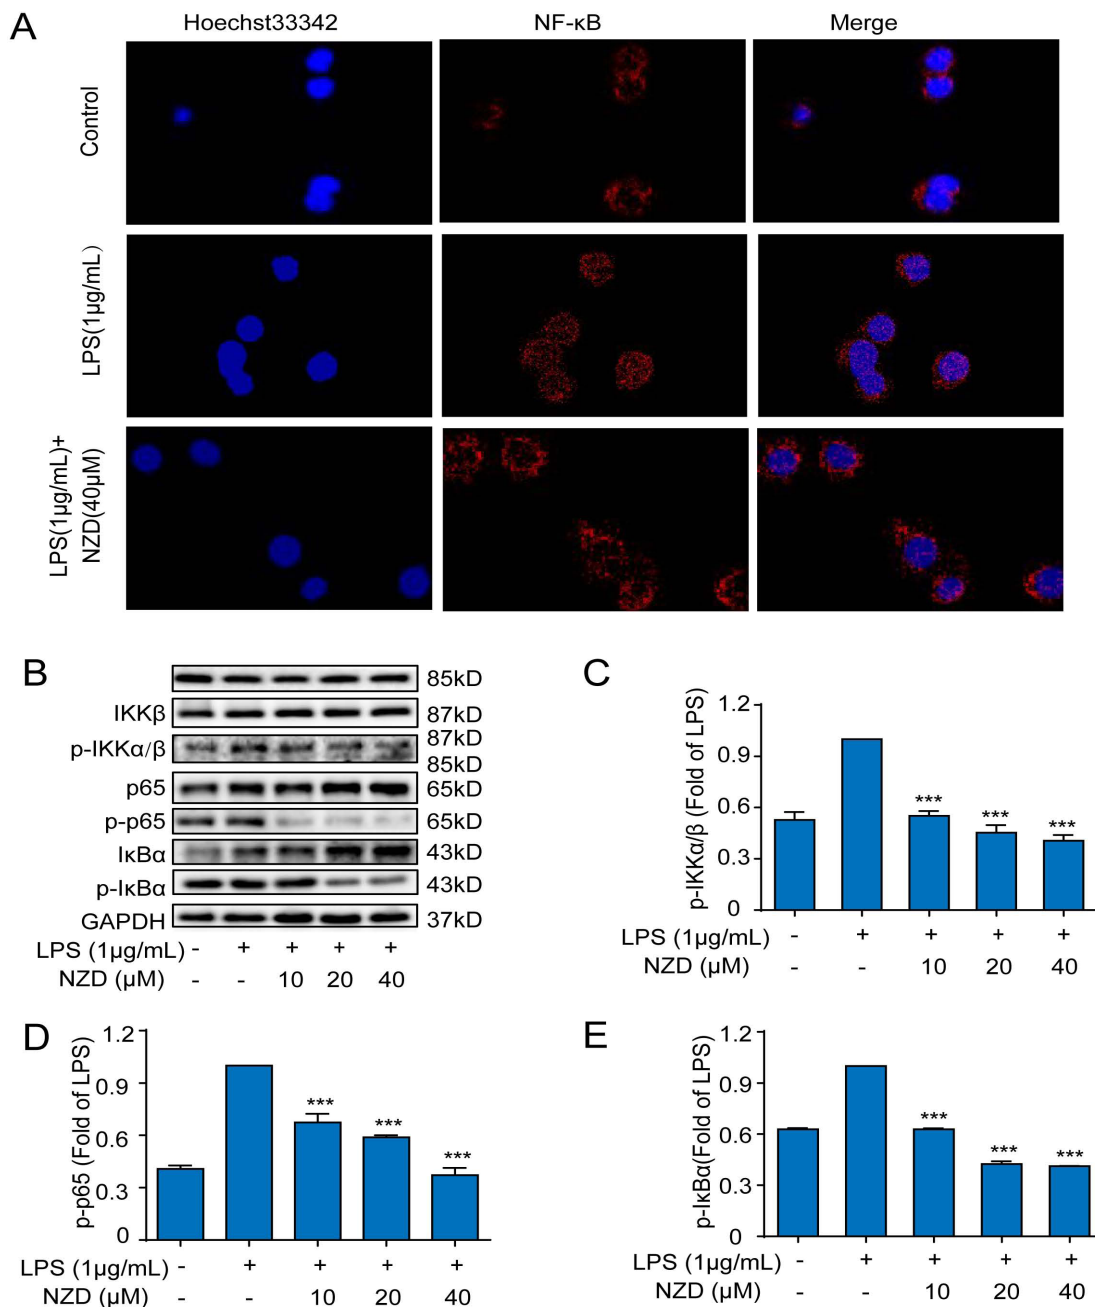 A
Hoechst33342 NF-κB Merge
Control
LPS(1μg/mL)
LPS(1μg/mL)+
NZD(40μM)
B
85kD
IKKβ 87kD
p-IKKα/β 87kD
85kD
p65 65kD
p-p65 65kD
IκBα 43kD
p-IκBα 43kD
GAPDH 37kD
LPS (1μg/mL) - + + + +
NZD (μM) - - 10 20 40
C
p-IKKα/β (Fold of LPS)
1.2
0.9
0.6
0.3
0
*** *** ***
LPS (1μg/mL) - + + + +
NZD (μM) - - 10 20 40
D
p-p65 (Fold of LPS)
1.2
0.9
0.6
0.3
0
*** *** ***
LPS (1μg/mL) - + + + +
NZD (μM) - - 10 20 40
E
p-IκBα(Fold of LPS)
1.2
0.9
0.6
0.3
0
*** *** ***
LPS (1μg/mL) - + + + +
NZD (μM) - - 10 20 40